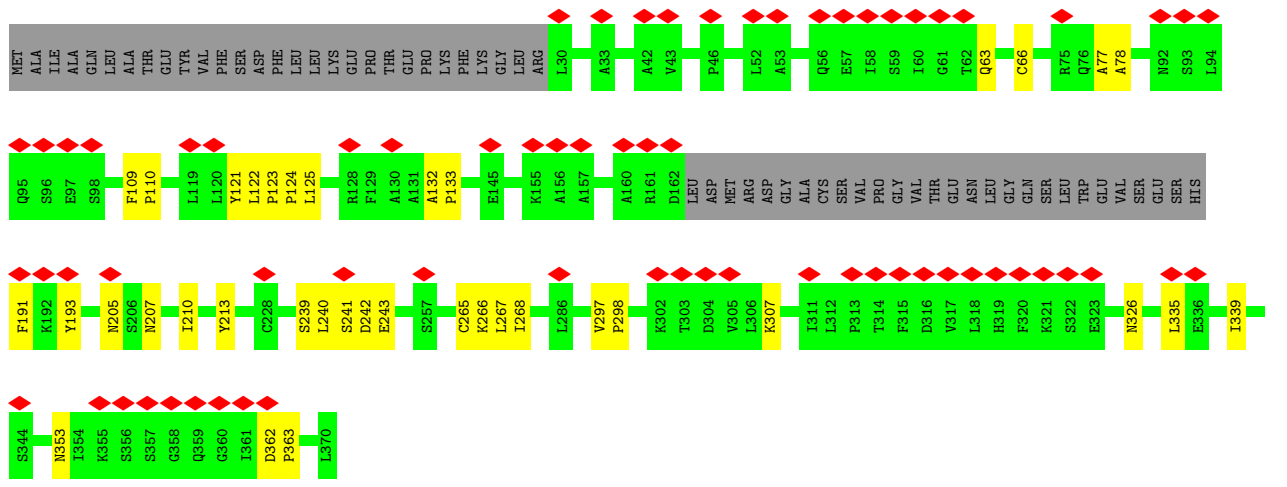 MET ALA ILE ALA GLN LEU ALA THR GLU TYR VAL PHE SER ASP PHE LEU LEU LYS GLU PRO THR GLU PRO LYS PHE LYS GLY LEU ARG L30 A33 A42 V43 P46 L52 A53 Q56 E57 I58 S59 I60 G61 T62 Q63 C66 R75 Q76 A77 A78 N92 S93 L94
Q95 S96 E97 S98 F109 P110 L119 L120 Y121 L122 P123 P124 L125 R128 F129 A130 A131 A132 P133 E145 K155 A156 A157 A160 R161 D162 LEU ASP MET ARG ASP GLY ALA CYS SER VAL PRO GLY VAL THR GLU ASN LEU GLY GLN SER LEU TRP GLU VAL SER GLU SER HIS
F191 K192 Y193 N205 S206 N207 I210 Y213 C228 S239 L240 S241 D242 E243 S257 C265 K266 L267 I268 L286 V297 P298 K302 T303 D304 V305 L306 K307 I311 L312 P313 T314 F315 D316 V317 L318 H319 F320 K321 S322 E323 N326 L335 E336 I339
S344 N353 I354 K355 S356 S357 G358 Q359 G360 I361 D362 P363 L370